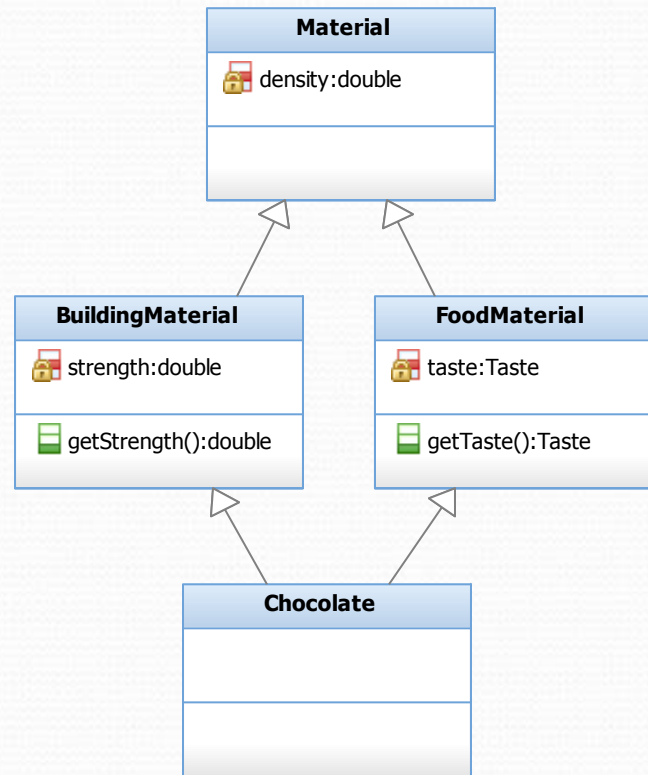 Material
density:double
BuildingMaterial
strength:double
getStrength():double
FoodMaterial
taste:Taste
getTaste():Taste
Chocolate